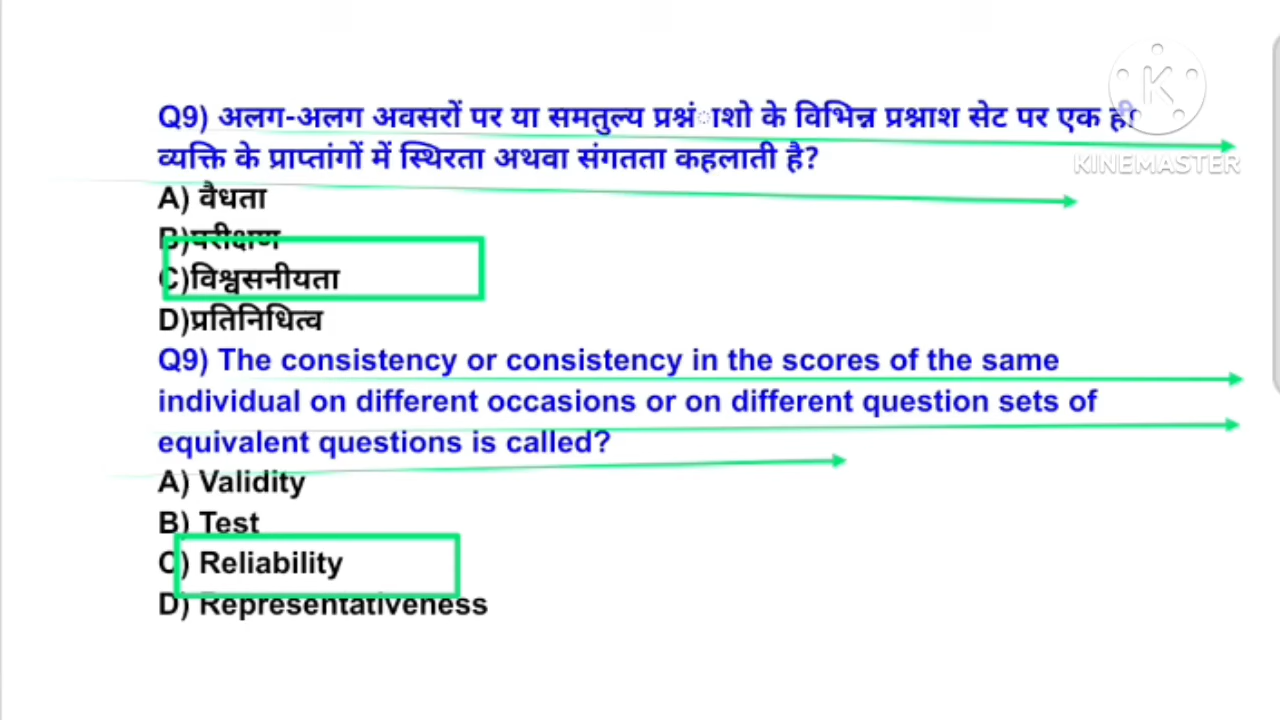 Q9) अलग-अलग अवसरों पर या समतुल्य प्रश्नंाशो के विभिन्न प्रश्नाश सेट पर एक ही
व्यक्ति के प्राप्तांगों में स्थिरता अथवा संगतता कहलाती है?
A) वैधता
B)परीक्षण
C)विश्वसनीयता
D)प्रतिनिधित्व
Q9) The consistency or consistency in the scores of the same
individual on different occasions or on different question sets of
equivalent questions is called?
A) Validity
B) Test
C) Reliability
D) Representativeness
K
KINEMASTER